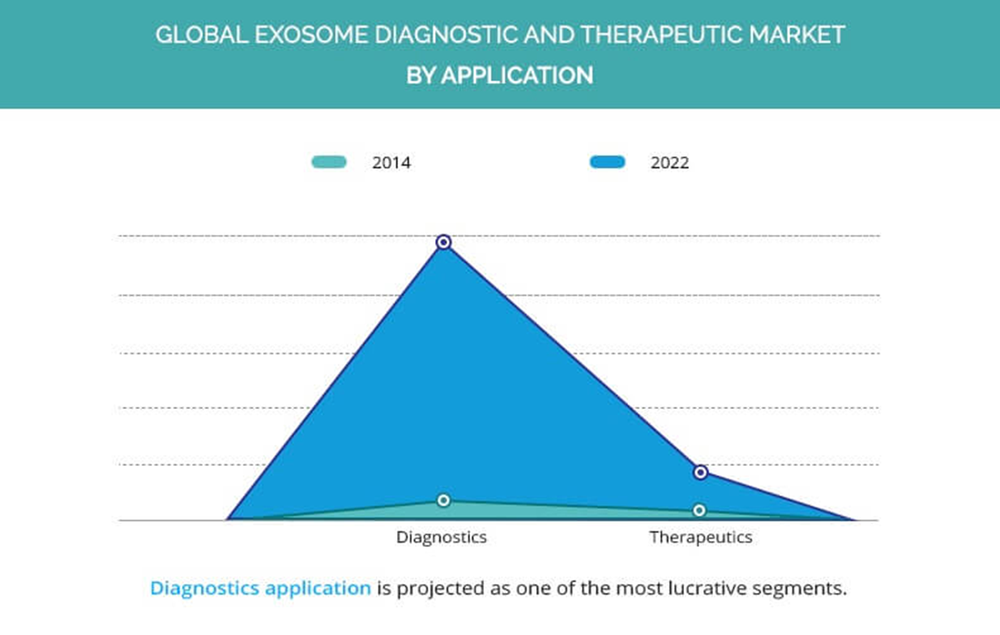 GLOBAL EXOSOME DIAGNOSTIC AND THERAPEUTIC MARKET
BY APPLICATION
2014 2022
Diagnostics Therapeutics
Diagnostics application is projected as one of the most lucrative segments.